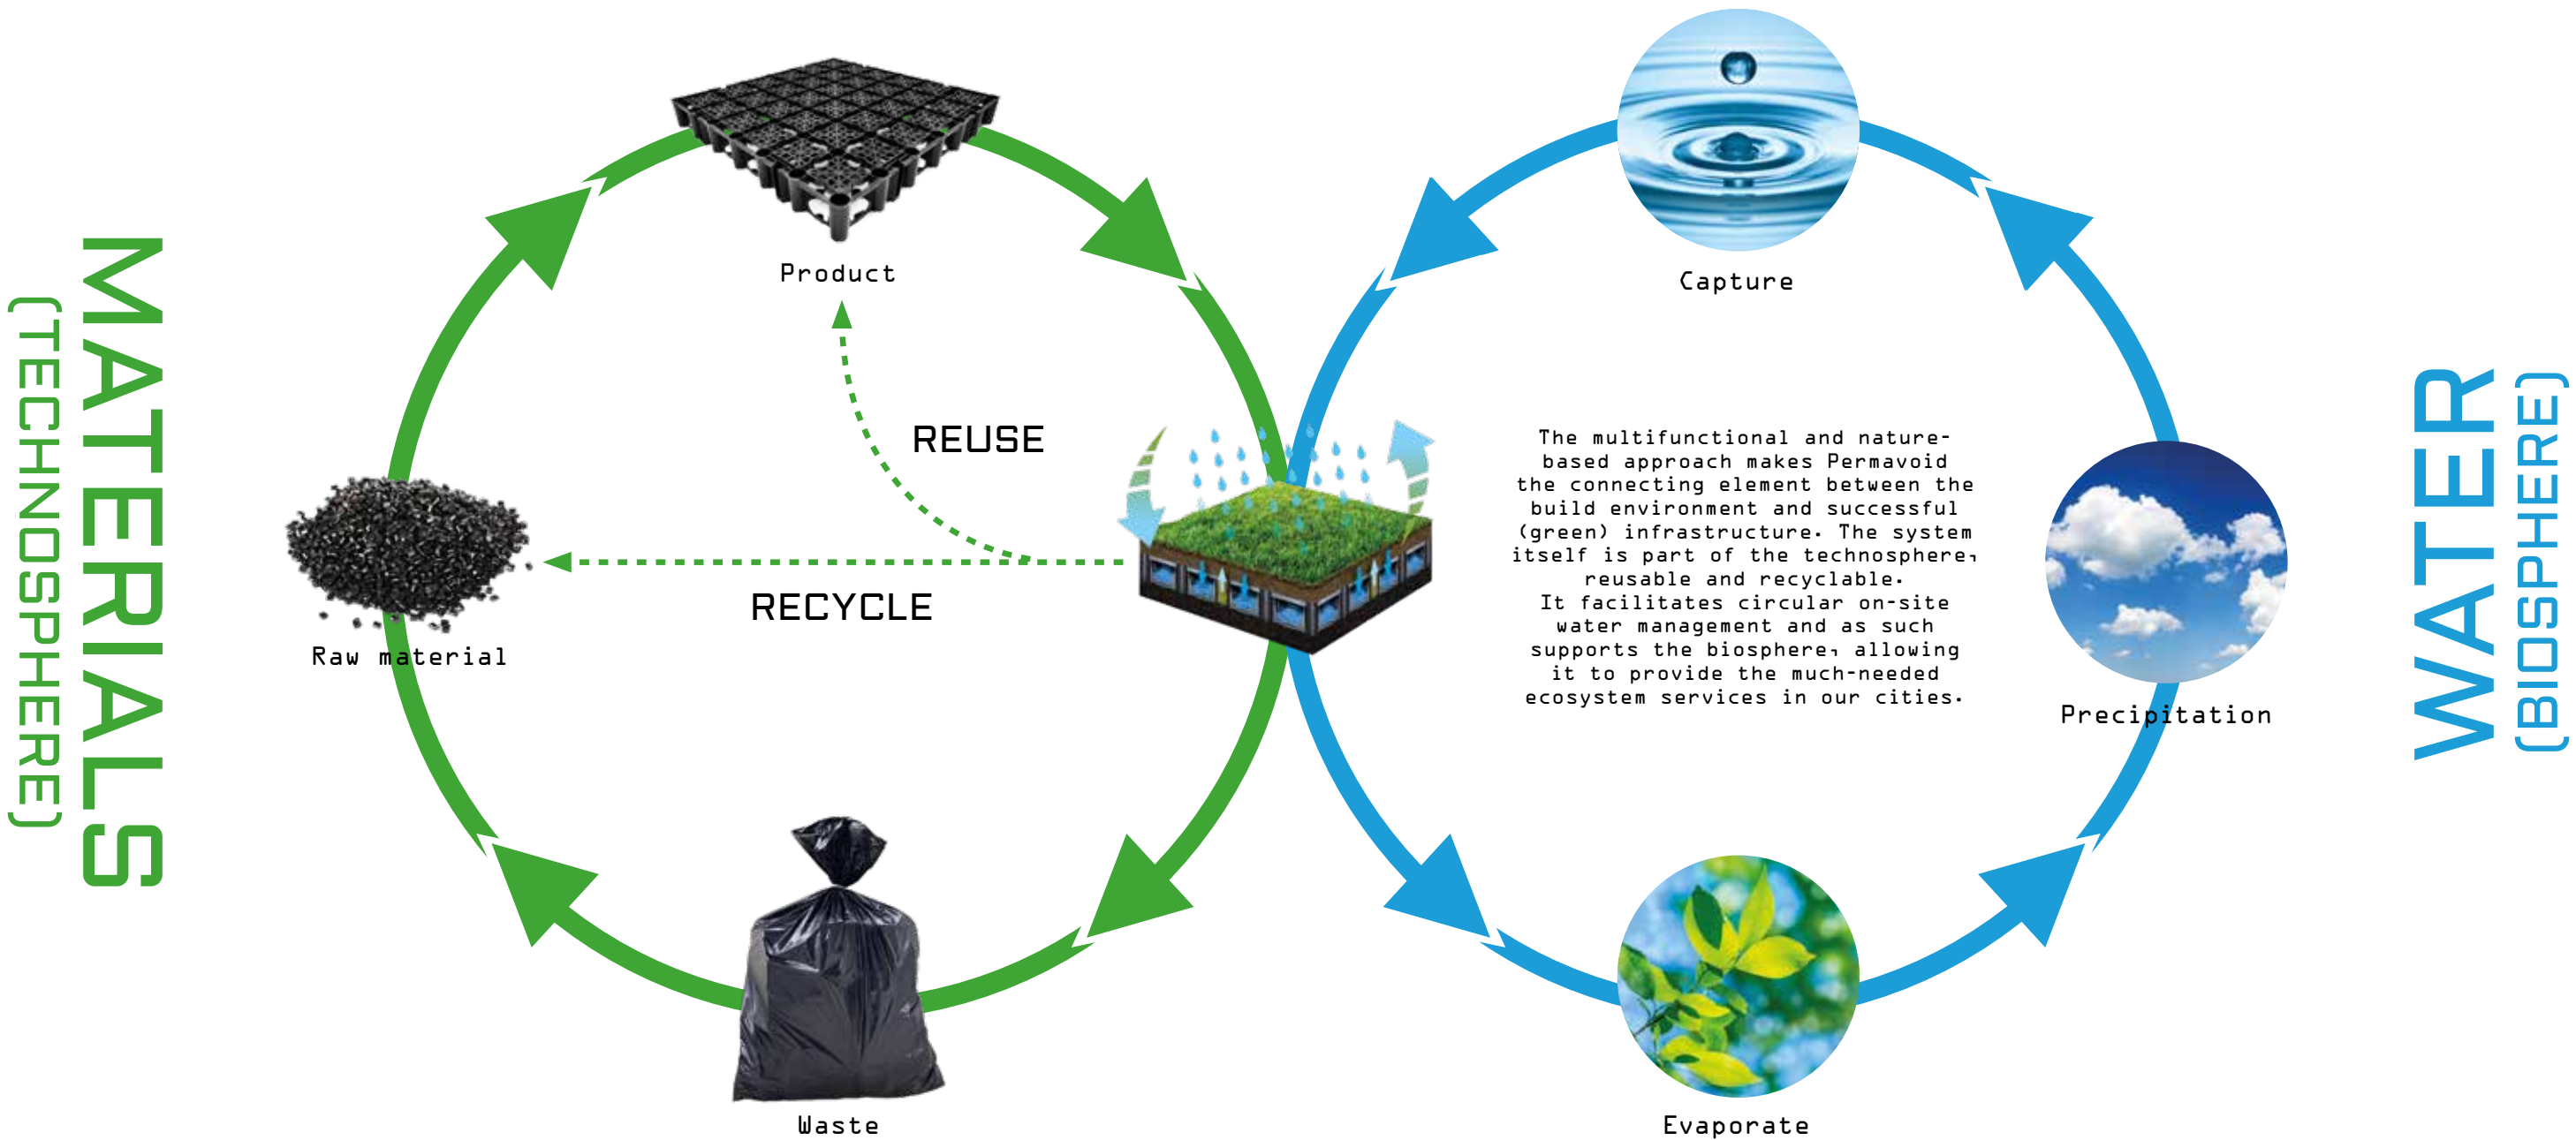 MATERIALS
(TECHNOSPHERE)
Product
REUSE
RECYCLE
Raw material
Waste
Capture
The multifunctional and nature-
based approach makes Permavoid
the connecting element between the
build environment and successful
(green) infrastructure. The system
itself is part of the technosphere,
reusable and recyclable.
It facilitates circular on-site
water management and as such
supports the biosphere, allowing
it to provide the much-needed
ecosystem services in our cities.
Precipitation
Evaporate
WATER
(BIOSPHERE)